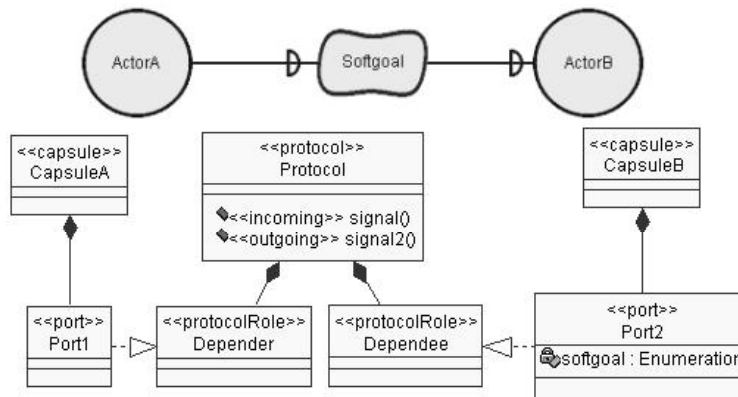 ActorA
Softgoal
ActorB
<<capsule>>
CapsuleA
<<protocol>>
Protocol
<<incoming>> signal()
<<outgoing>> signal2()
<<capsule>>
CapsuleB
<<port>>
Port1
<<protocolRole>>
Depender
<<protocolRole>>
Dependee
<<port>>
Port2
softgoal : Enumeration